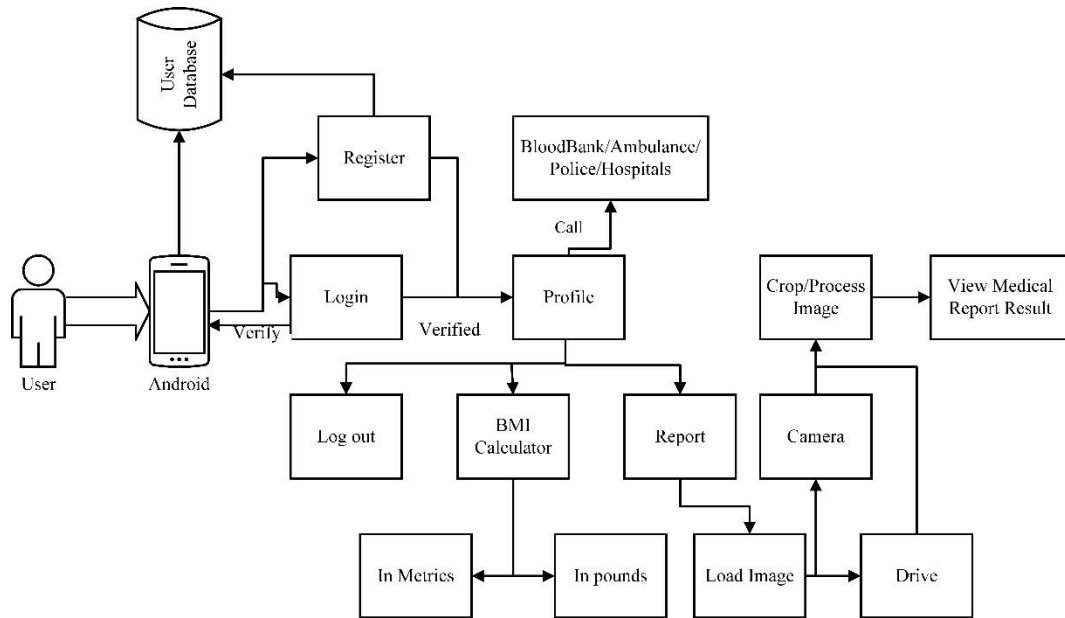 User
Database
Register
BloodBank/Ambulance/
Police/Hospitals
Call
Login
Profile
Crop/Process
Image
View Medical
Report Result
Verify
Verified
User
Android
Log out
BMI
Calculator
Report
Camera
In Metrics
In pounds
Load Image
Drive